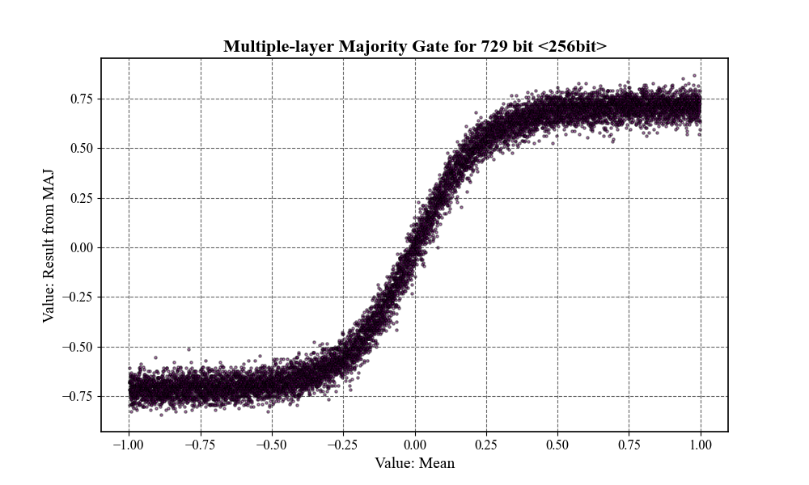 Multiple-layer Majority Gate for 729 bit <256bit>
0.75
0.50
0.25
0.00
−0.25
−0.50
−0.75
Value: Result from MAJ
−1.00 −0.75 −0.50 −0.25 0.00 0.25 0.50 0.75 1.00
Value: Mean